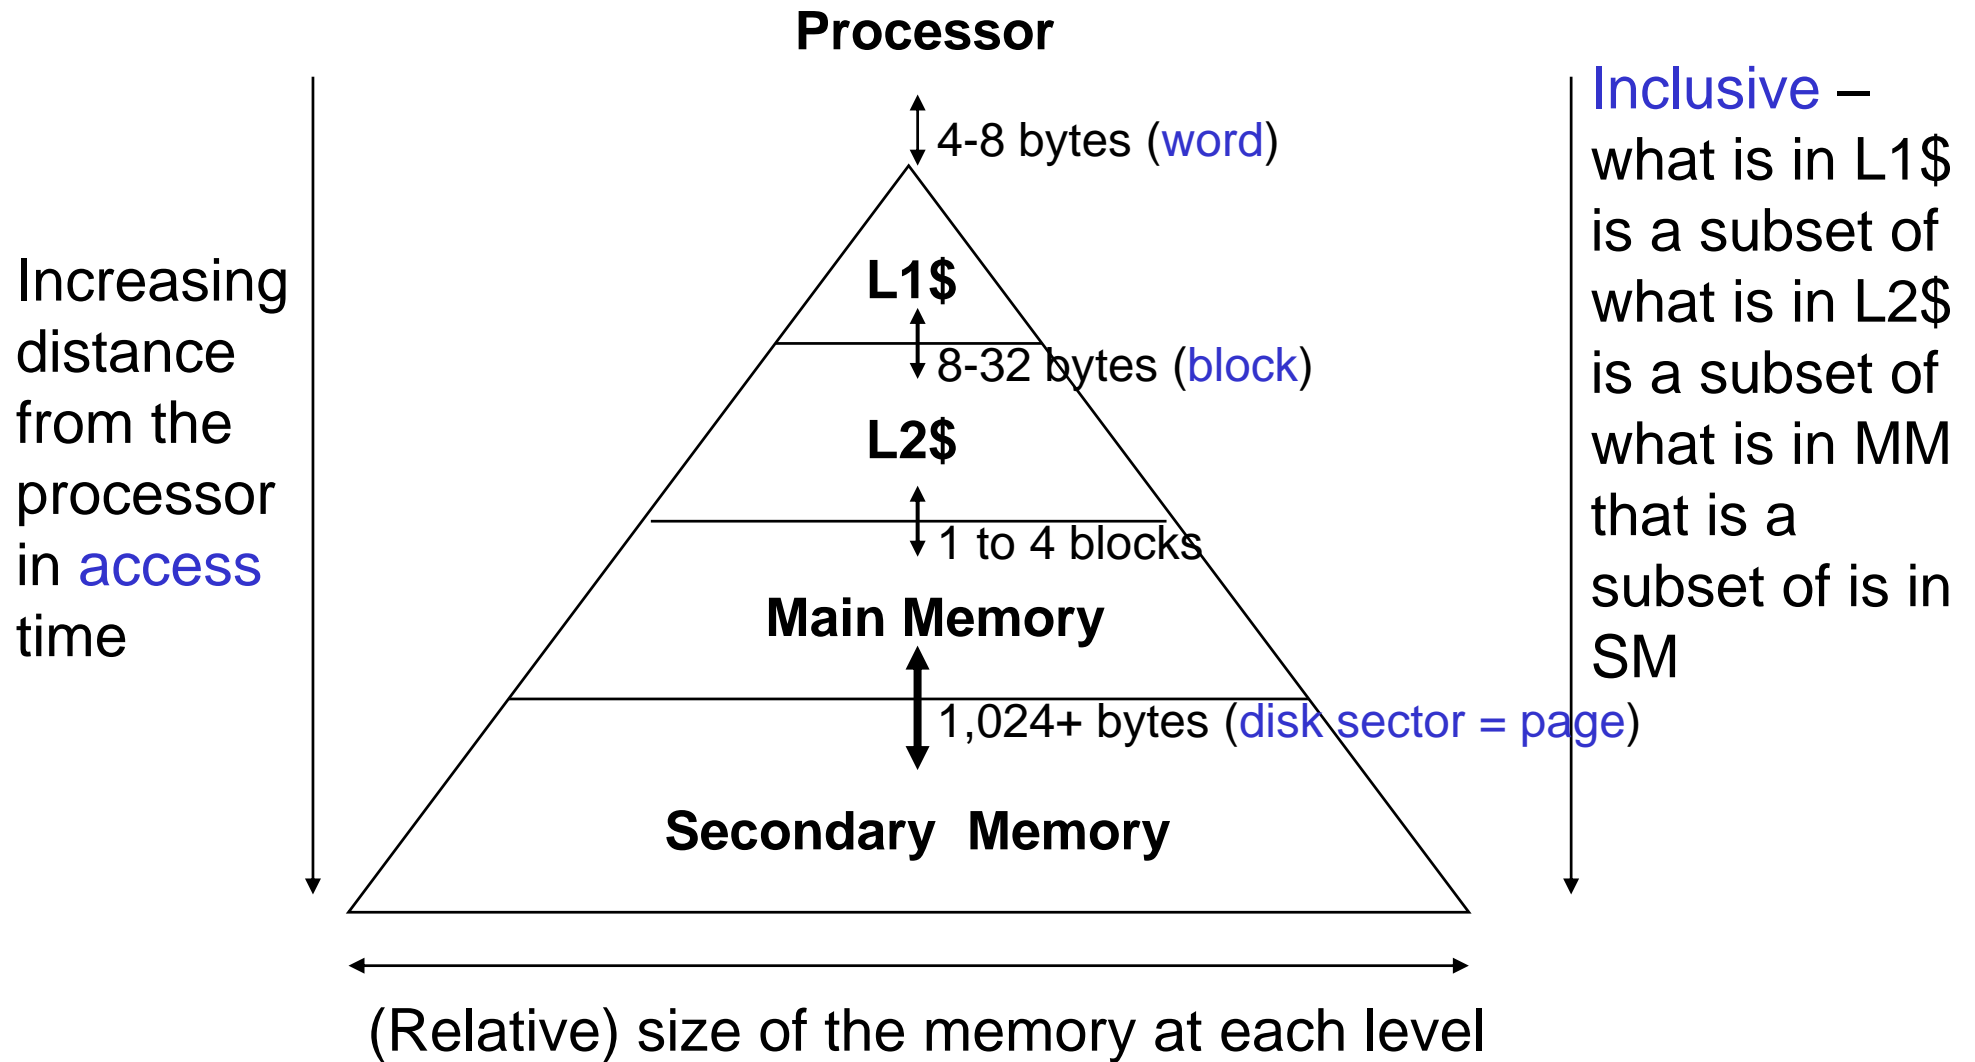 Processor
4-8 bytes (word)
Increasing
distance
from the
processor
in access
time
L1$
8-32 bytes (block)
L2$
1 to 4 blocks
Main Memory
1,024+ bytes (disk sector = page)
Secondary Memory
Inclusive –
what is in L1$
is a subset of
what is in L2$
is a subset of
what is in MM
that is a
subset of is in
SM
(Relative) size of the memory at each level